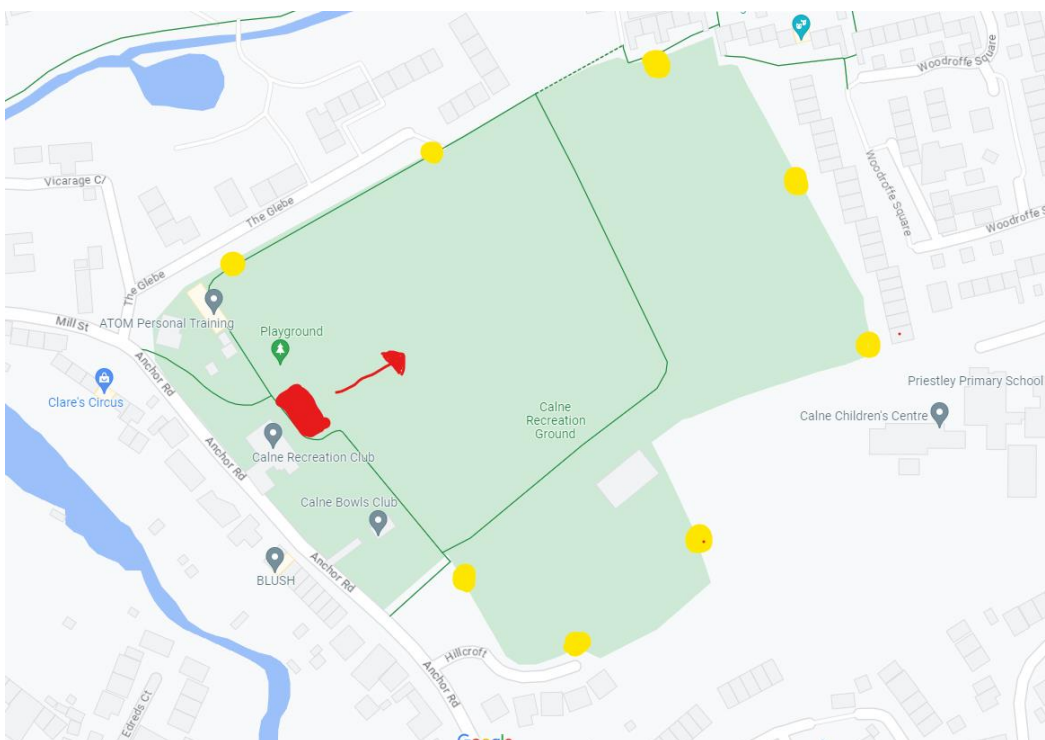 Woodroffe Square
Vicarage C/
The Glebe
Woodroffe Square
Woodroffe S
The Glebe
ATOM Personal Training
Mill St
Playground
Anchor Rd
Priestley Primary School
Clare's Circus
Calne
Recreation
Ground
Calne Children's Centre
Anchor Rd
Calne Recreation Club
Calne Bowls Club
BLUSH
Anchor Rd
Hillcroft
Anchor Rd
Edreds Ct
Google